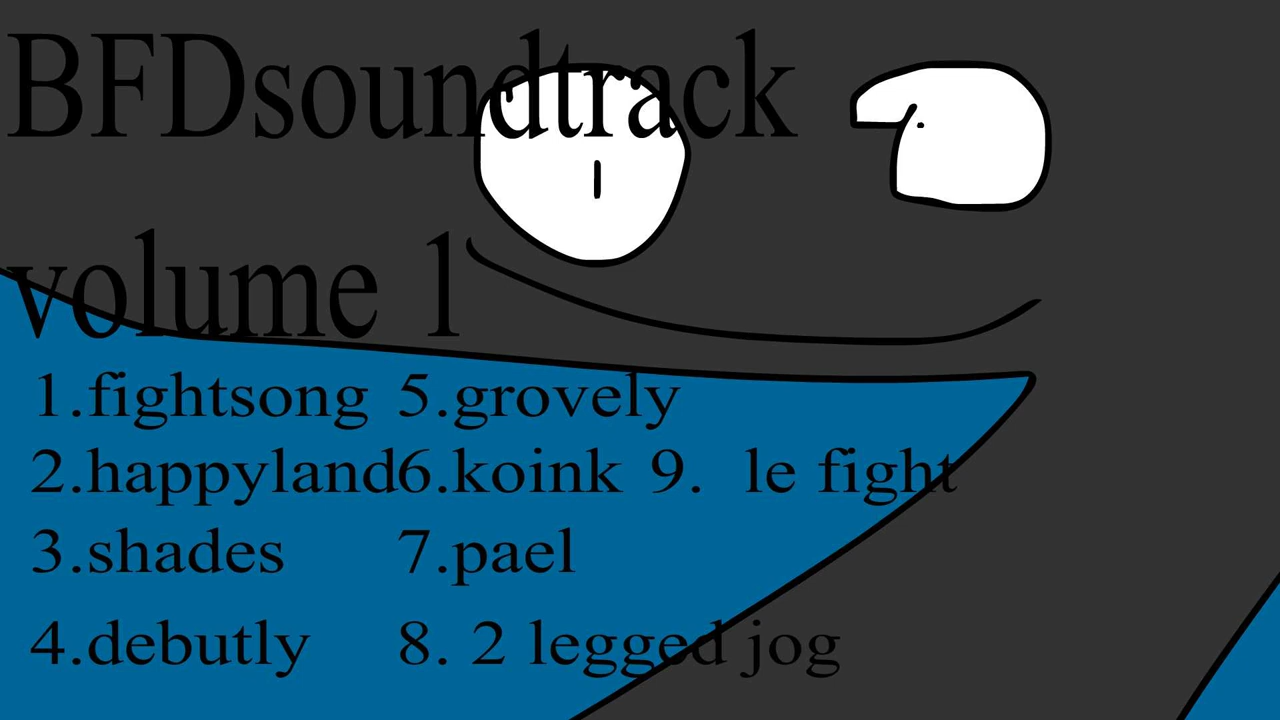 BFDsoundtrack
volume 1
1.fightsong 5.grovely
2.happyland6.koink 9. le fight
3.shades 7.pael
4.debutly 8. 2 legged jog